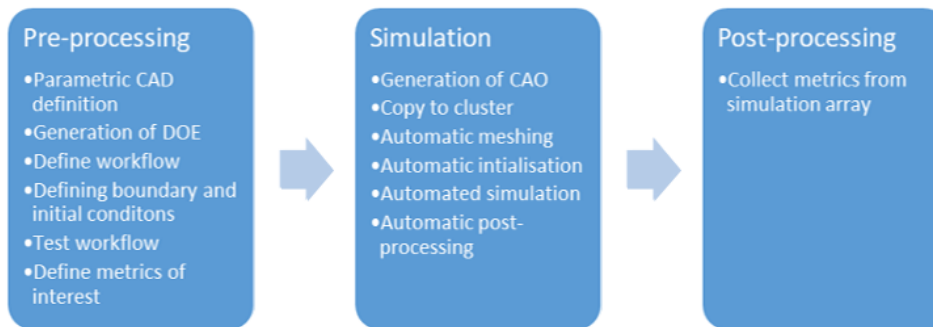 Pre-processing
•Parametric CAD
definition
•Generation of DOE
•Define workflow
•Defining boundary and
initial conditons
•Test workflow
•Define metrics of
interest
Simulation
•Generation of CAO
•Copy to cluster
•Automatic meshing
•Automatic intialisation
•Automated simulation
•Automatic post-
processing
Post-processing
•Collect metrics from
simulation array